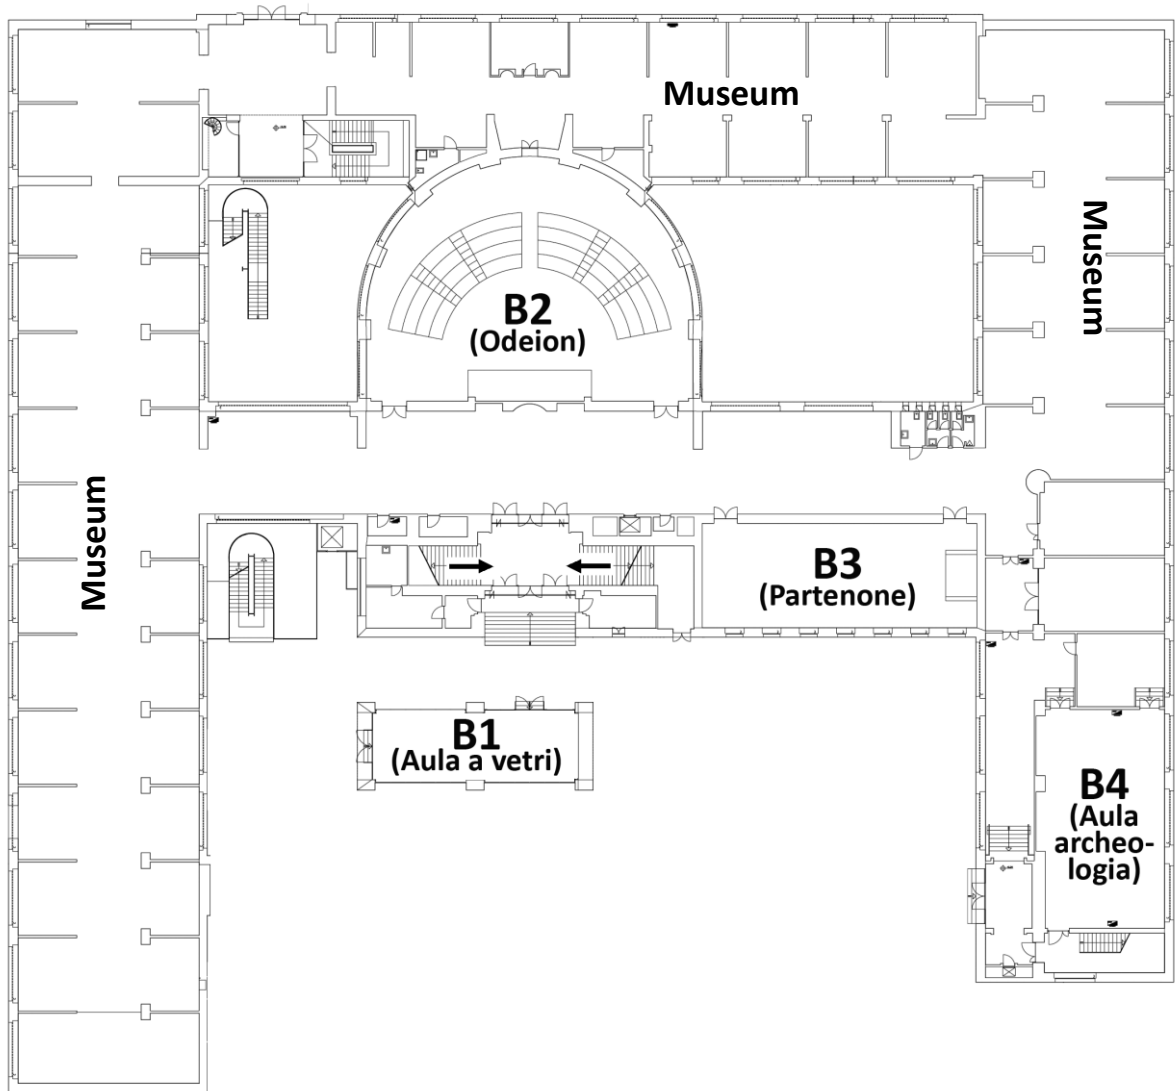 Museum
Museum
B2
(Odeion)
Museum
B3
(Partenone)
B1
(Aula a vetri)
B4
(Aula
archeo-
logia)